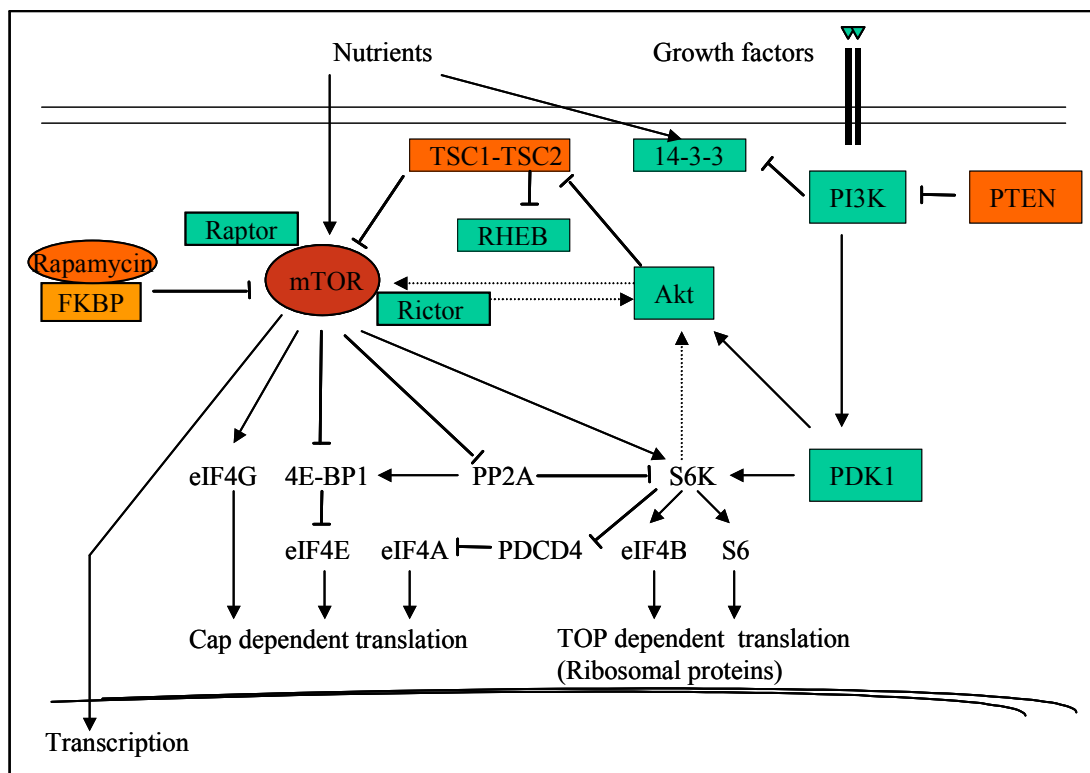 Nutrients
Growth factors
TSC1-TSC2
14-3-3
PI3K
PTEN
Raptor
RHEB
Rapamycin
FKBP
mTOR
Rictor
Akt
eIF4G
4E-BP1
PP2A
S6K
PDK1
eIF4E
eIF4A
PDCD4
eIF4B
S6
Cap dependent translation
TOP dependent translation
(Ribosomal proteins)
Transcription